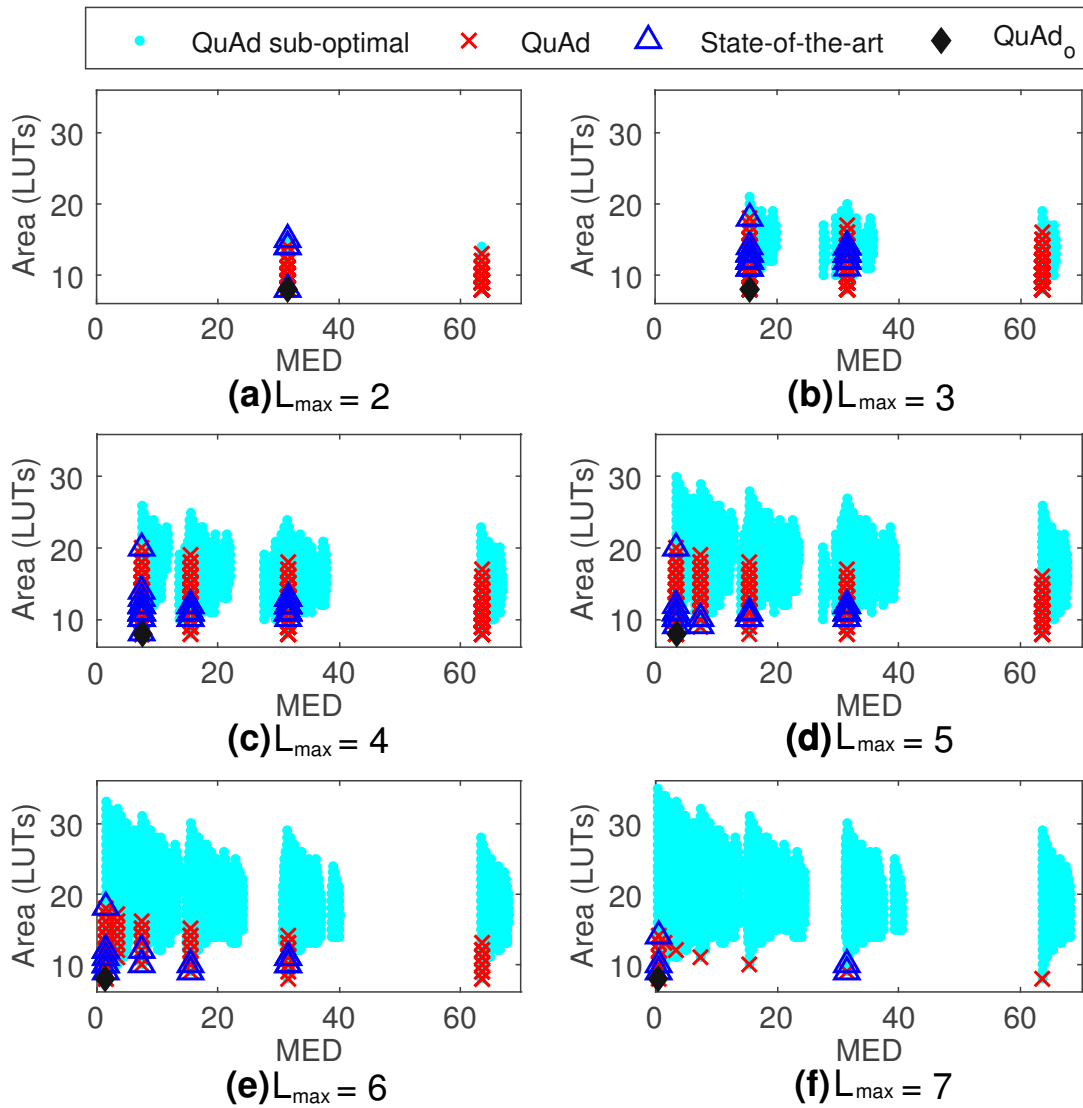 QuAd sub-optimal QuAd State-of-the-art QuAd_o
Area (LUTs) Area (LUTs)
30 30
20 20
10 10
0 20 40 60 0 20 40 60
MED MED
(a) L_max = 2 (b) L_max = 3
Area (LUTs) Area (LUTs)
30 30
20 20
10 10
0 20 40 60 0 20 40 60
MED MED
(c) L_max = 4 (d) L_max = 5
Area (LUTs) Area (LUTs)
30 30
20 20
10 10
0 20 40 60 0 20 40 60
MED MED
(e) L_max = 6 (f) L_max = 7